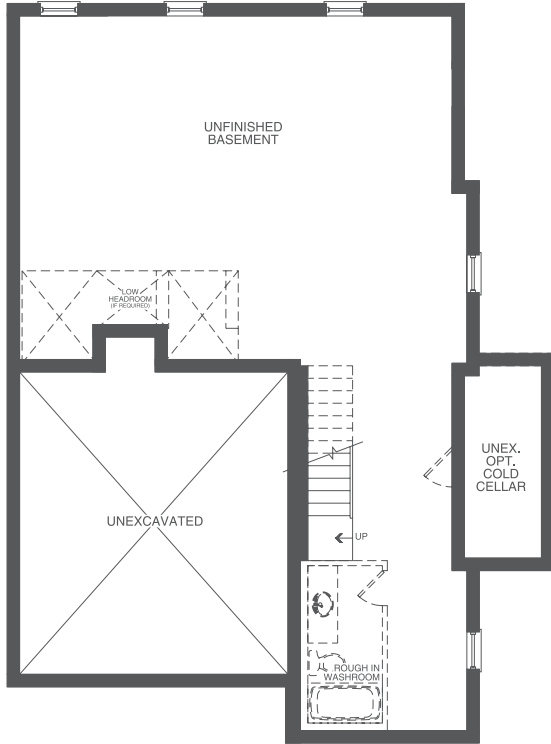 UNFINISHED
BASEMENT
LOW
HEADROOM
(IF REQUIRED)
UNEX.
OPT.
COLD
CELLAR
UNEXCAVATED
UP
ROUGH IN
WASHROOM